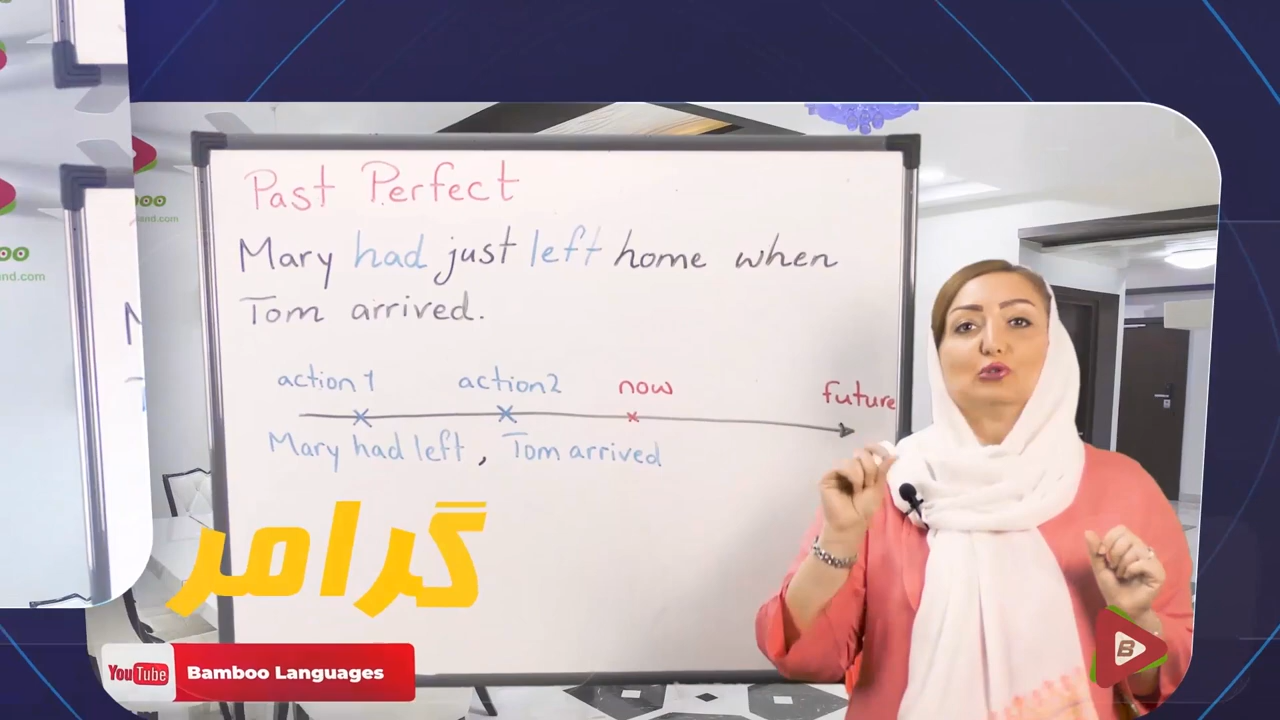 Past Perfect
Mary had just left home when
Tom arrived.
action 1 action 2 now future
Mary had left , Tom arrived
گرامر
YouTube Bamboo Languages
B